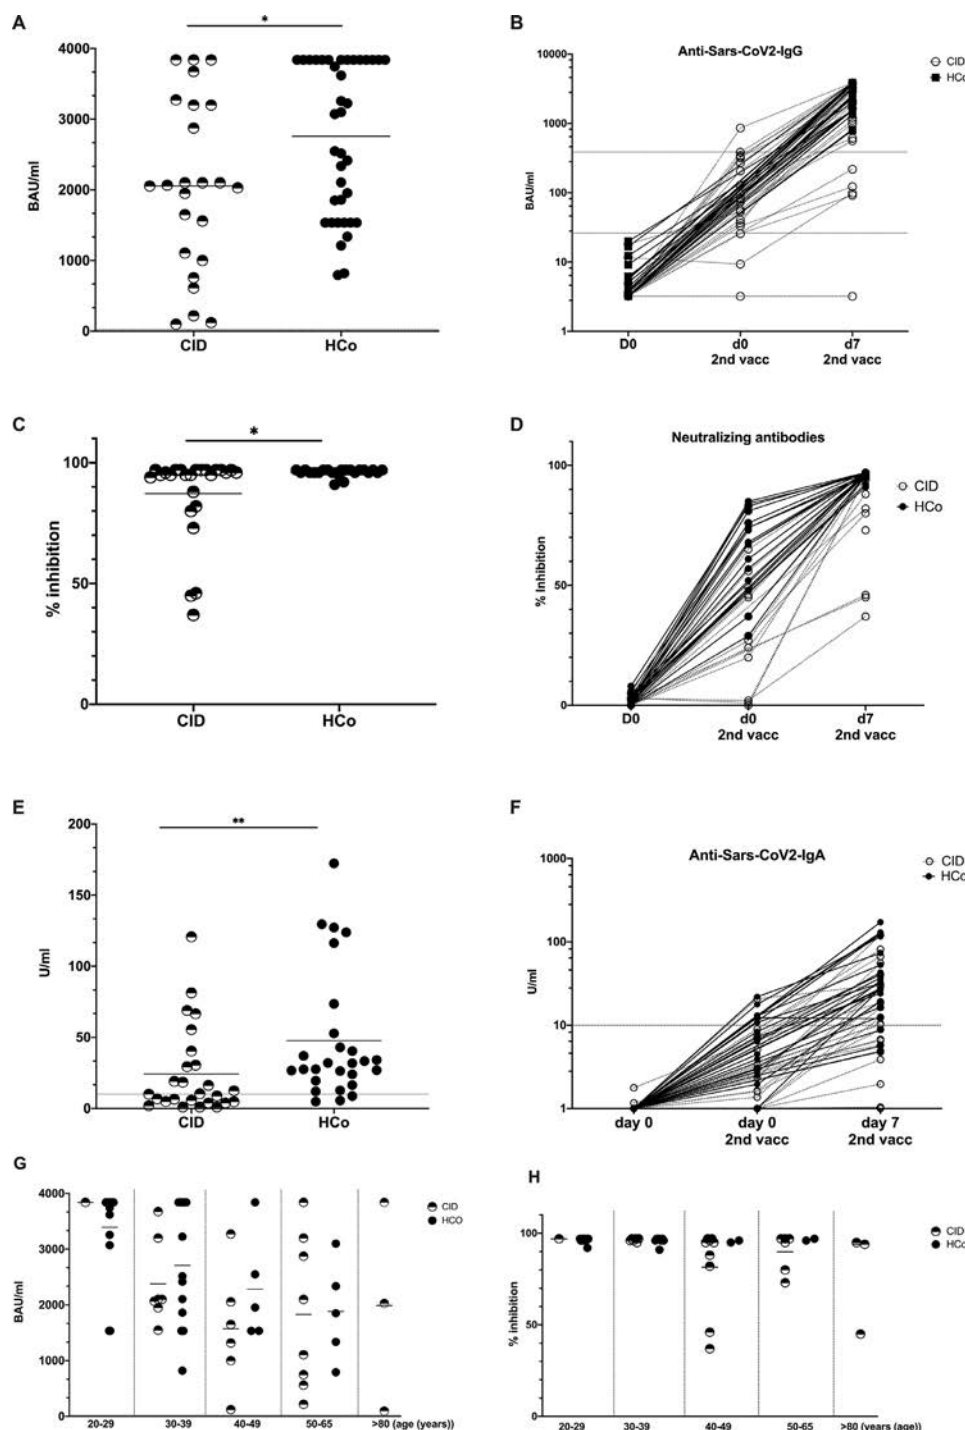 A
*
4000
3000
2000
1000
0
BAU/ml
CID
HCo
B
Anti-Sars-CoV2-IgG
CID
HCo
10000
1000
100
10
1
BAU/ml
D0
d0
2nd vacc
d7
2nd vacc
C
*
100
50
0
% inhibition
CID
HCo
D
Neutralizing antibodies
CID
HCo
100
50
0
% Inhibition
D0
d0
2nd vacc
d7
2nd vacc
E
**
200
150
100
50
0
U/ml
CID
HCo
F
Anti-Sars-CoV2-IgA
CID
HCo
1000
100
10
1
U/ml
day 0
day 0
2nd vacc
day 7
2nd vacc
G
4000
3000
2000
1000
0
BAU/ml
CID
HCO
20-29
30-39
40-49
50-65
>80 (age (years))
H
100
50
0
% inhibition
CID
HCo
20-29
30-39
40-49
50-65
>80 (years (age))